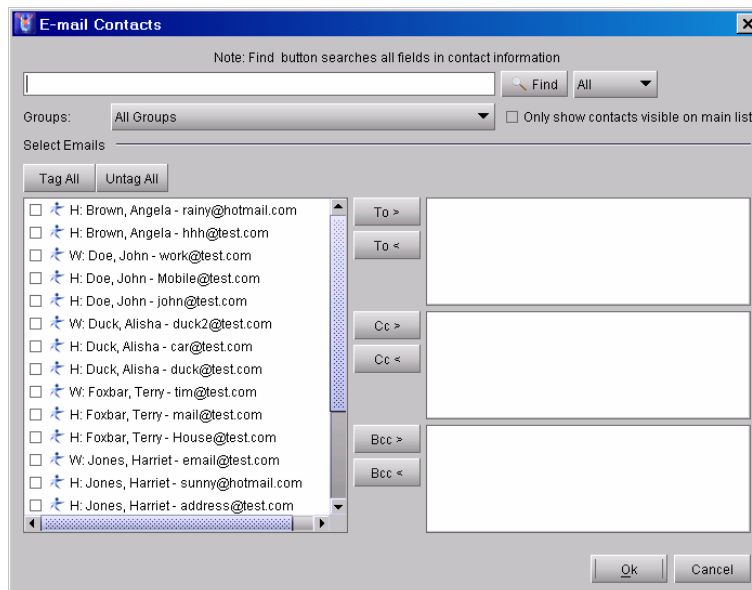 E-mail Contacts
Note: Find button searches all fields in contact information
Find All
Groups: All Groups Only show contacts visible on main list
Select Emails
Tag All Untag All
H: Brown, Angela - rainy@hotmail.com
H: Brown, Angela - hhh@test.com
W: Doe, John - work@test.com
H: Doe, John - Mobile@test.com
H: Doe, John - john@test.com
W: Duck, Alisha - duck2@test.com
H: Duck, Alisha - car@test.com
H: Duck, Alisha - duck@test.com
W: Foxbar, Terry - tim@test.com
H: Foxbar, Terry - mail@test.com
H: Foxbar, Terry - House@test.com
W: Jones, Harriet - email@test.com
H: Jones, Harriet - sunny@hotmail.com
H: Jones, Harriet - address@test.com
To >
To <
Cc >
Cc <
Bcc >
Bcc <
Ok Cancel